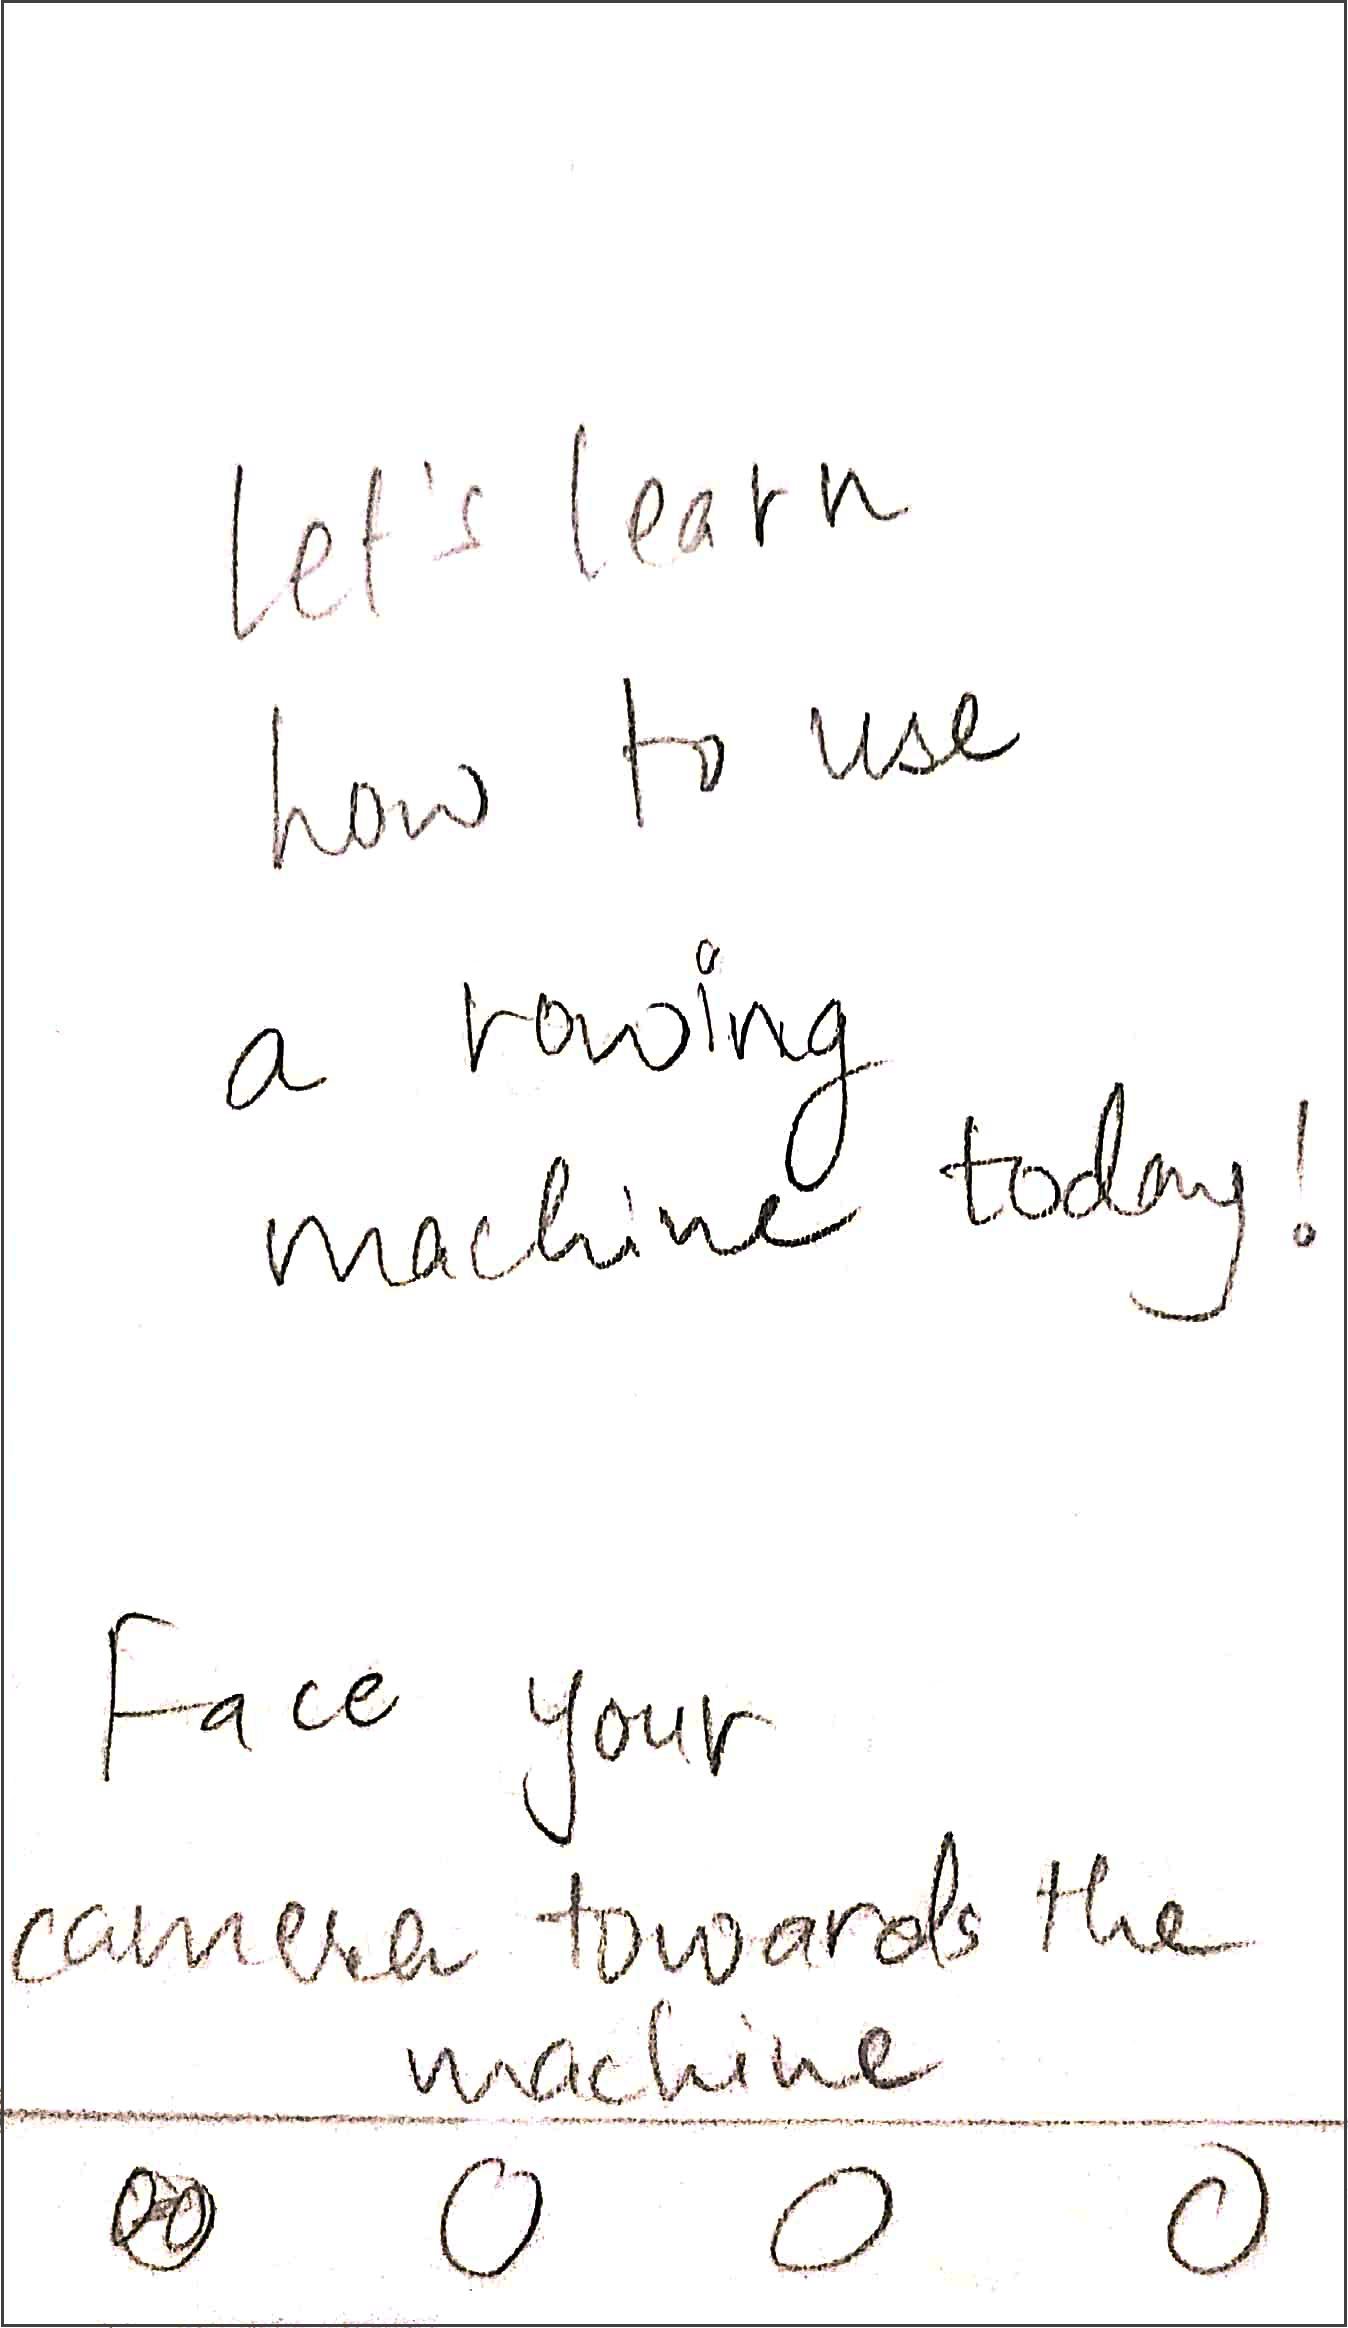 Let's learn
how to use
a rowing
machine today!
Face your
camera towards the
machine